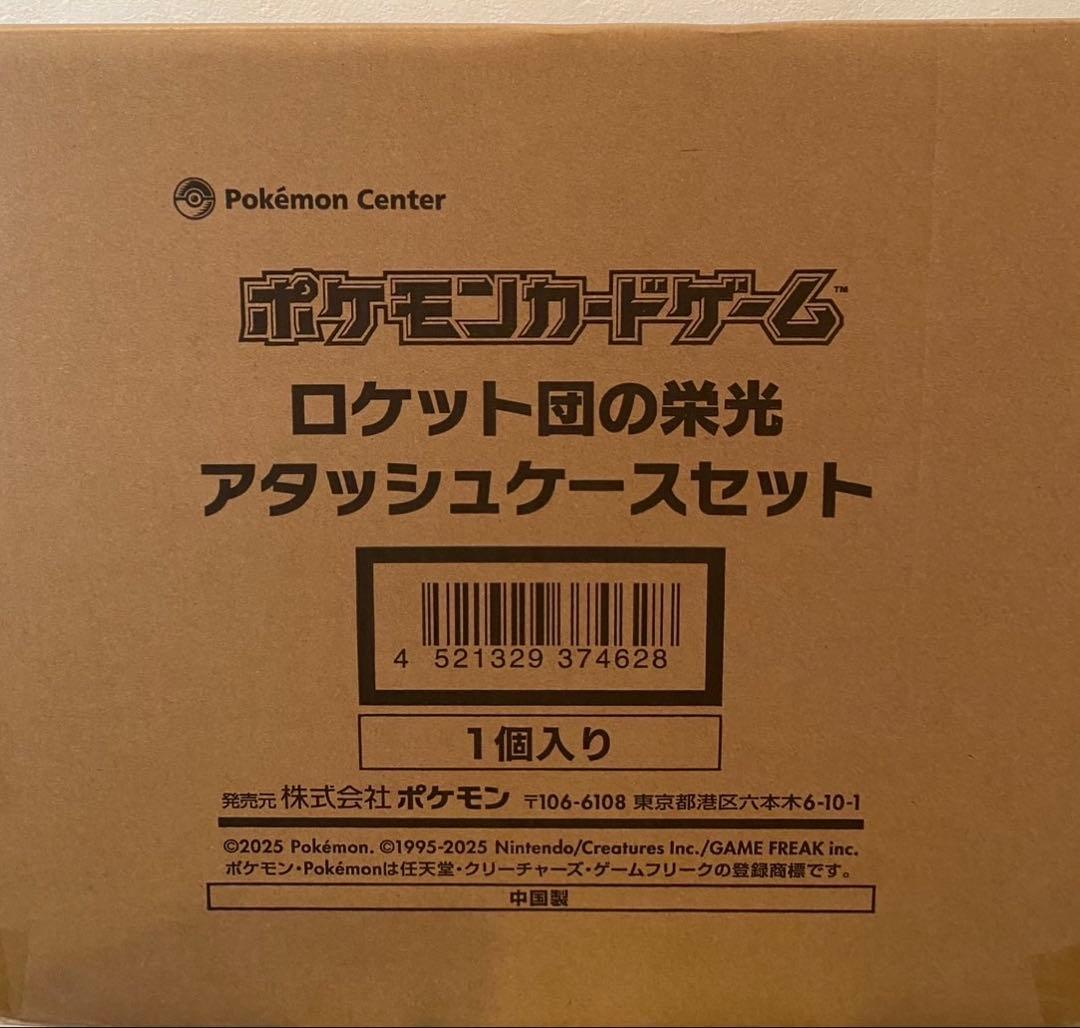 Pokémon Center
ポケモンカードゲーム™
ロケット団の栄光
アタッシュケースセット
4 521329 374628
1個入り
発売元 株式会社 ポケモン 〒106-6108 東京都港区六本木6-10-1
©2025 Pokémon. ©1995-2025 Nintendo/Creatures Inc./GAME FREAK inc.
ポケモン・Pokémonは任天堂・クリーチャーズ・ゲームフリークの登録商標です。
中国製